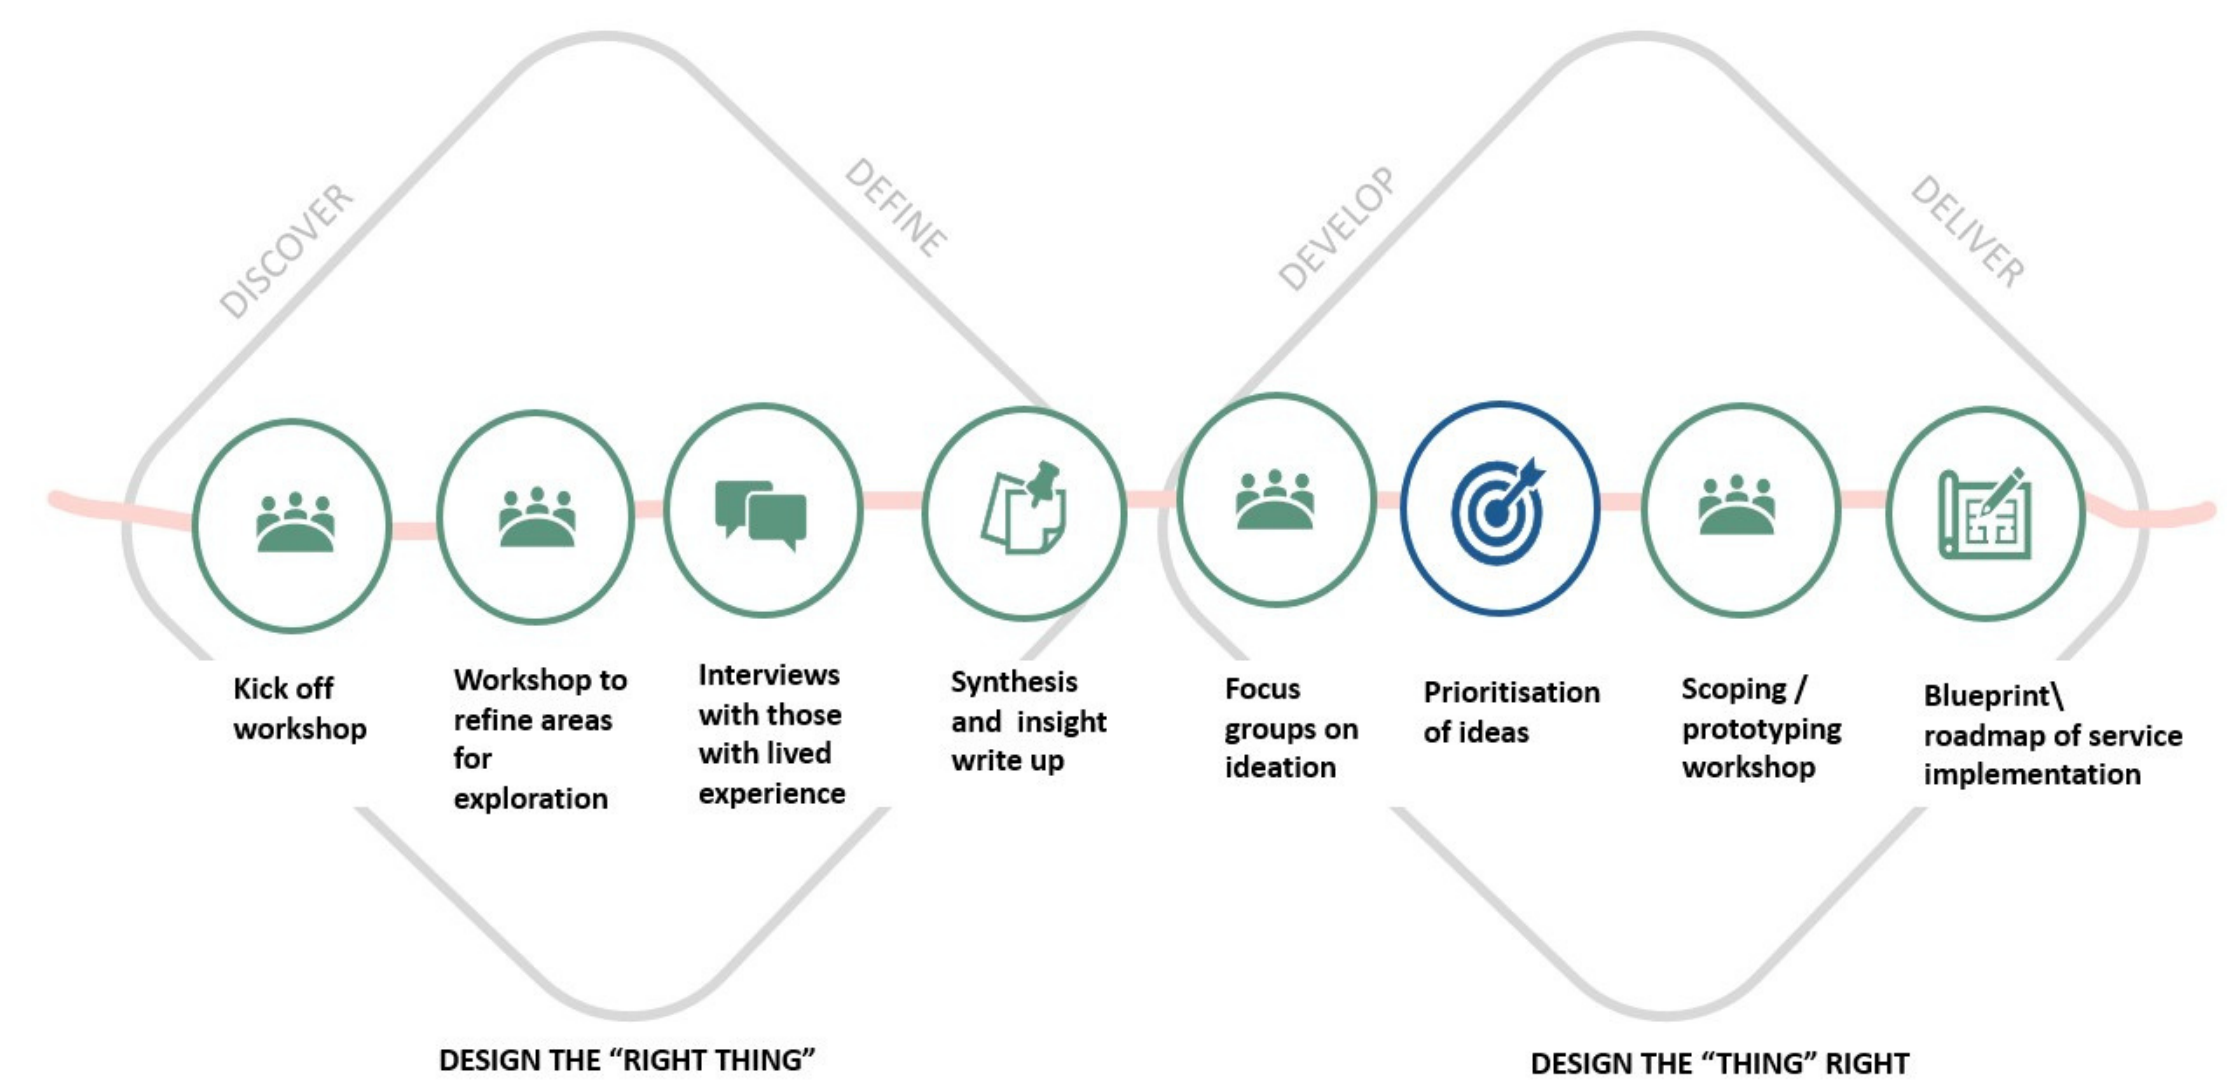 DISCOVER
DEFINE
DEVELOP
DELIVER
Kick off
workshop
Workshop to
refine areas
for
exploration
Interviews
with those
with lived
experience
Synthesis
and  insight
write up
Focus
groups on
ideation
Prioritisation
of ideas
Scoping /
prototyping
workshop
Blueprint\
roadmap of service
implementation
DESIGN THE “RIGHT THING”
DESIGN THE “THING” RIGHT